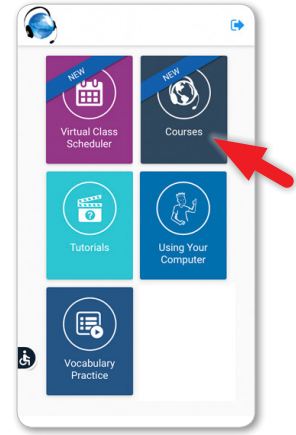 NEW
Virtual Class
Scheduler
NEW
Courses
?
Tutorials
Using Your
Computer
Vocabulary
Practice